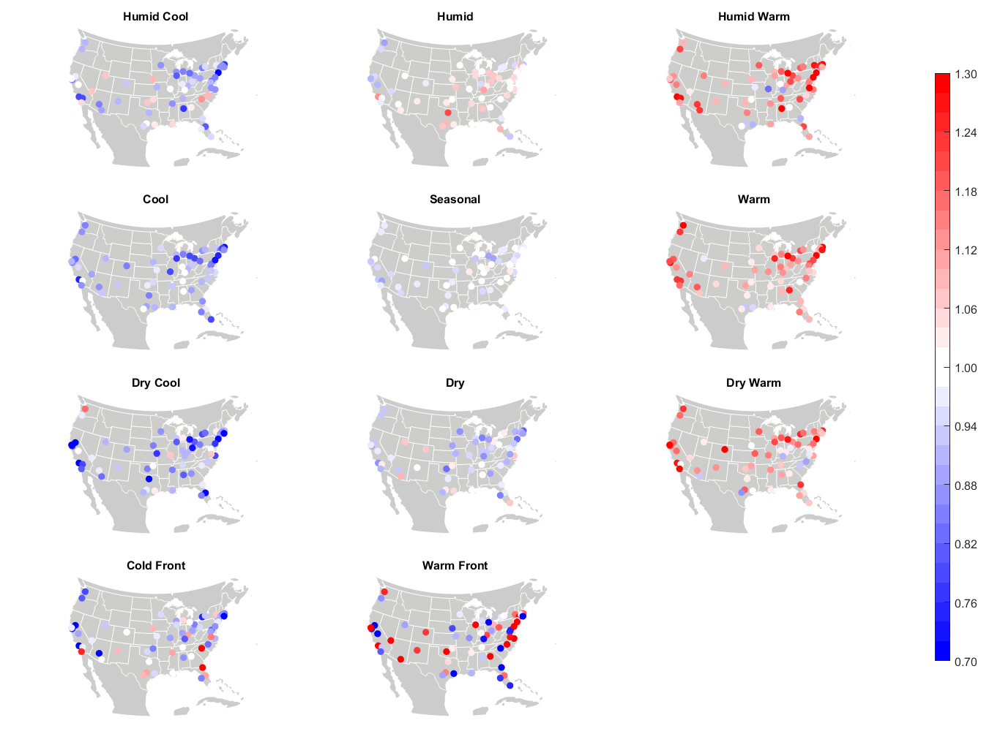 Humid Cool
Humid
Humid Warm
Cool
Seasonal
Warm
Dry Cool
Dry
Dry Warm
Cold Front
Warm Front
1.30
1.24
1.18
1.12
1.06
1.00
0.94
0.88
0.82
0.76
0.70